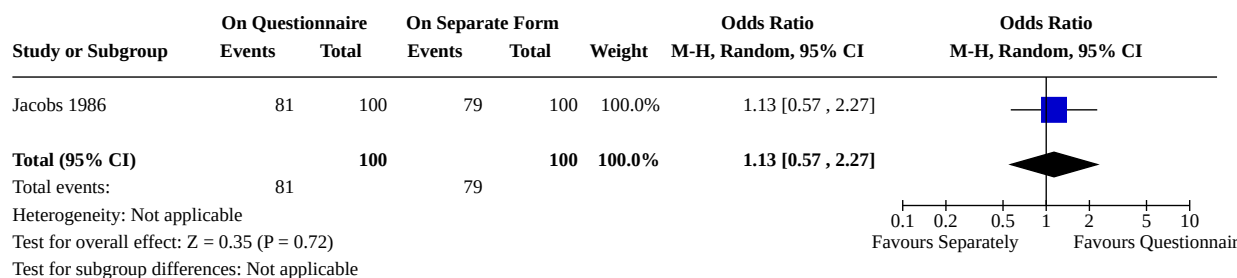 On Questionnaire On Separate Form Odds Ratio Odds Ratio
Study or Subgroup Events Total Events Total Weight M-H, Random, 95% CI M-H, Random, 95% CI
Jacobs 1986 81 100 79 100 100.0% 1.13 [0.57 , 2.27]
Total (95% CI) 100 100 100.0% 1.13 [0.57 , 2.27]
Total events: 81 79
Heterogeneity: Not applicable
0.1 0.2 0.5 1 2 5 10
Test for overall effect: Z = 0.35 (P = 0.72)
Favours Separately Favours Questionnair
Test for subgroup differences: Not applicable